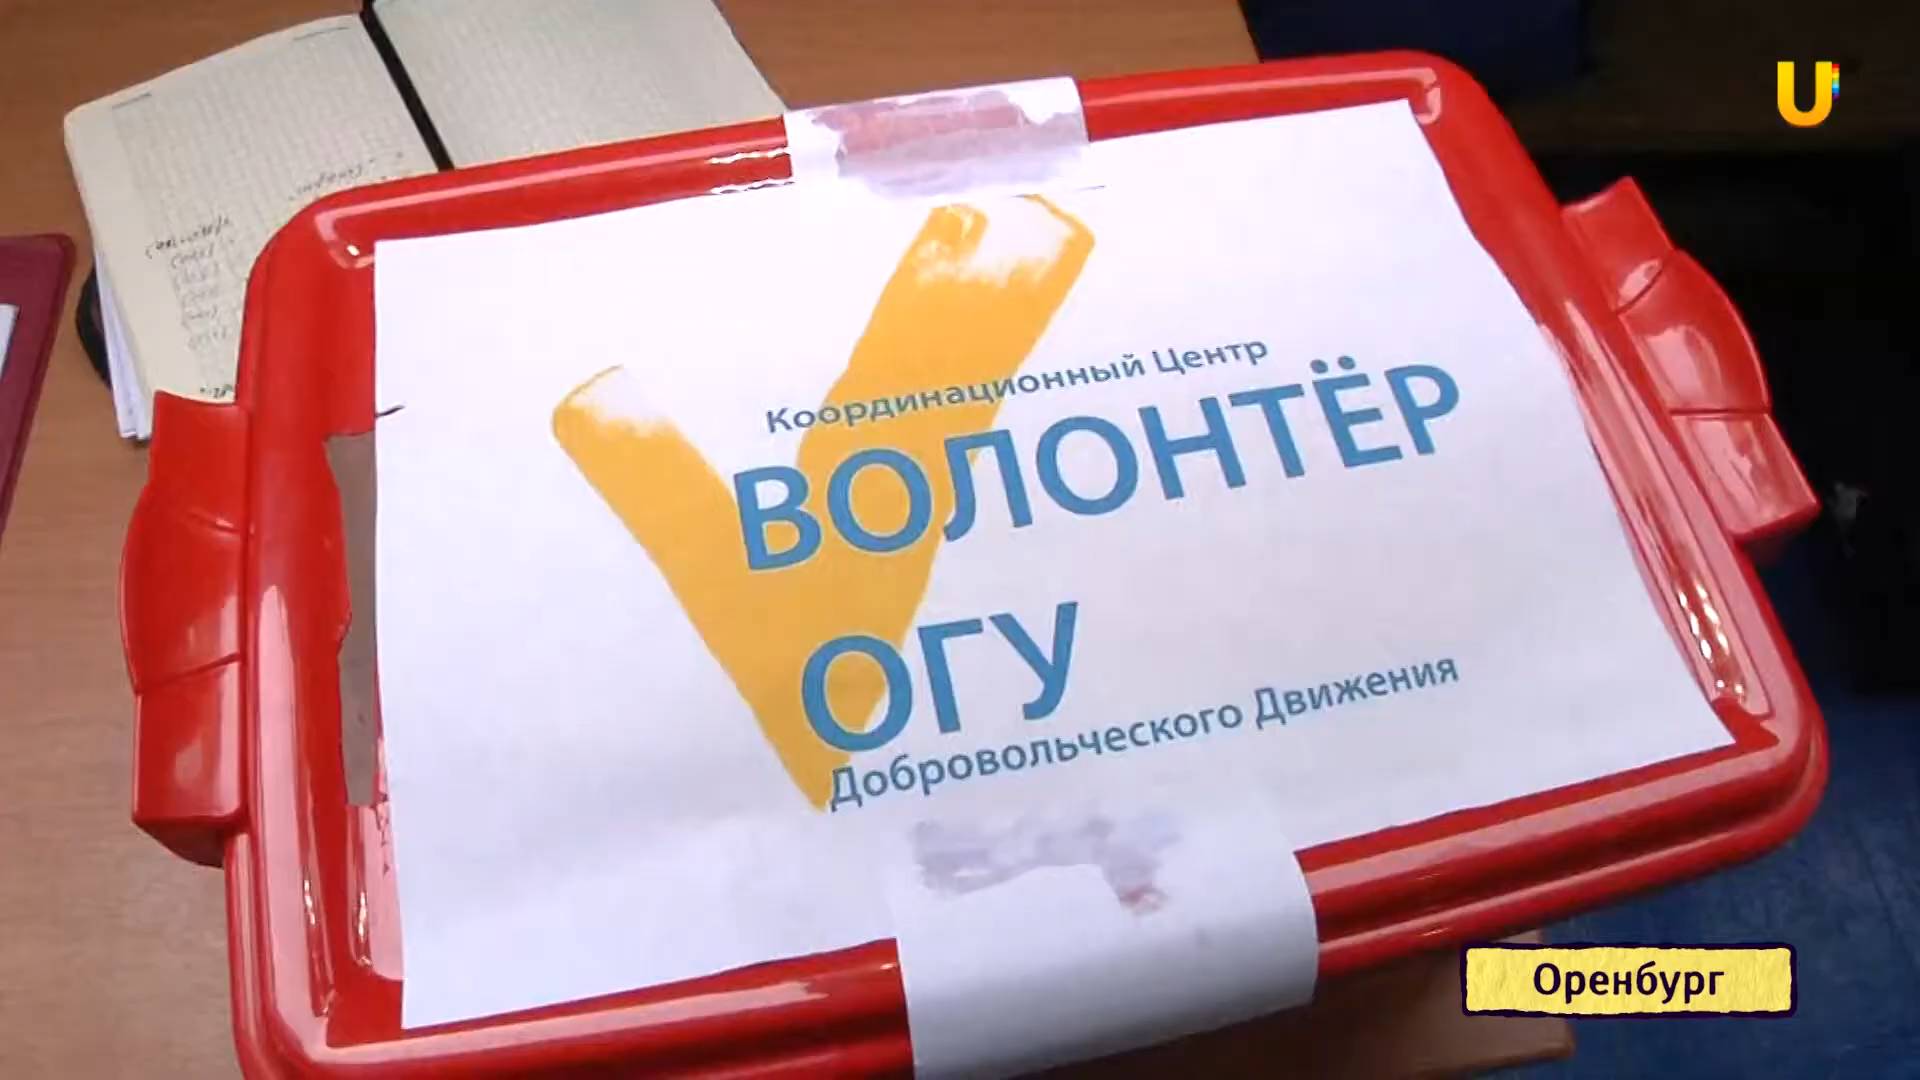 U
Координационный Центр
ВОЛОНТЁР
ОГУ
Добровольческого Движения
Оренбург